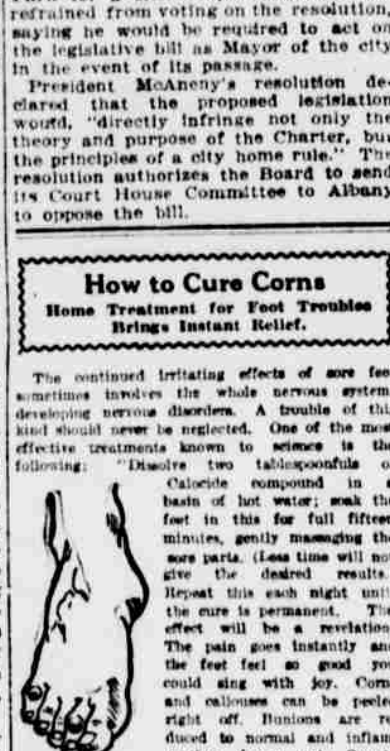 refrained from voting on the resolution,
saying he would be required to act on
the legislative bill as Mayor of the city
in the event of its passage.
President McAneny's resolution de-
clared that the proposed legislation
would, "directly infringe not only the
theory and purpose of the Charter, but
the principles of a city home rule." The
resolution authorizes the Board to send
its Court House Committee to Albany
to oppose the bill.
How to Cure Corns
Home Treatment for Foot Troubles
Brings Instant Relief.
The continued irritating effects of sore fee
sometimes involves the whole nervous system
developing nervous disorders. A trouble of thi
kind should never be neglected. One of the mos
effective treatments known to science is the
following: "Dissolve two tablespoonfuls o
Calocide compound in a
basin of hot water; soak the
feet in this for full fifteen
minutes, gently massaging the
sore parts. (Less time will no
give the desired results.
Repeat this each night unti
the cure is permanent. The
effect will be a revelation
The pain goes instantly and
the feet feel so good you
could sing with joy. Corn
and callouses can be peele
right off. Bunions are re
duced to normal and inflam